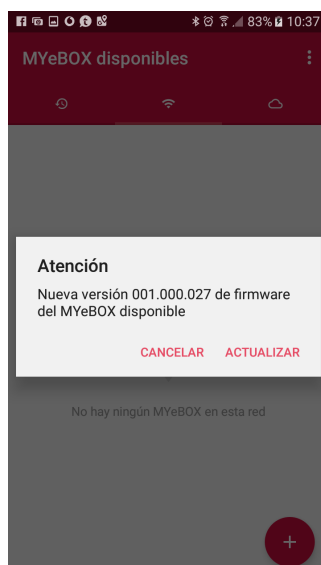 83% 10:37
MYeBOX disponibles
Atención
Nueva versión 001.000.027 de firmware
del MYeBOX disponible
CANCELAR ACTUALIZAR
No hay ningún MYeBOX en esta red